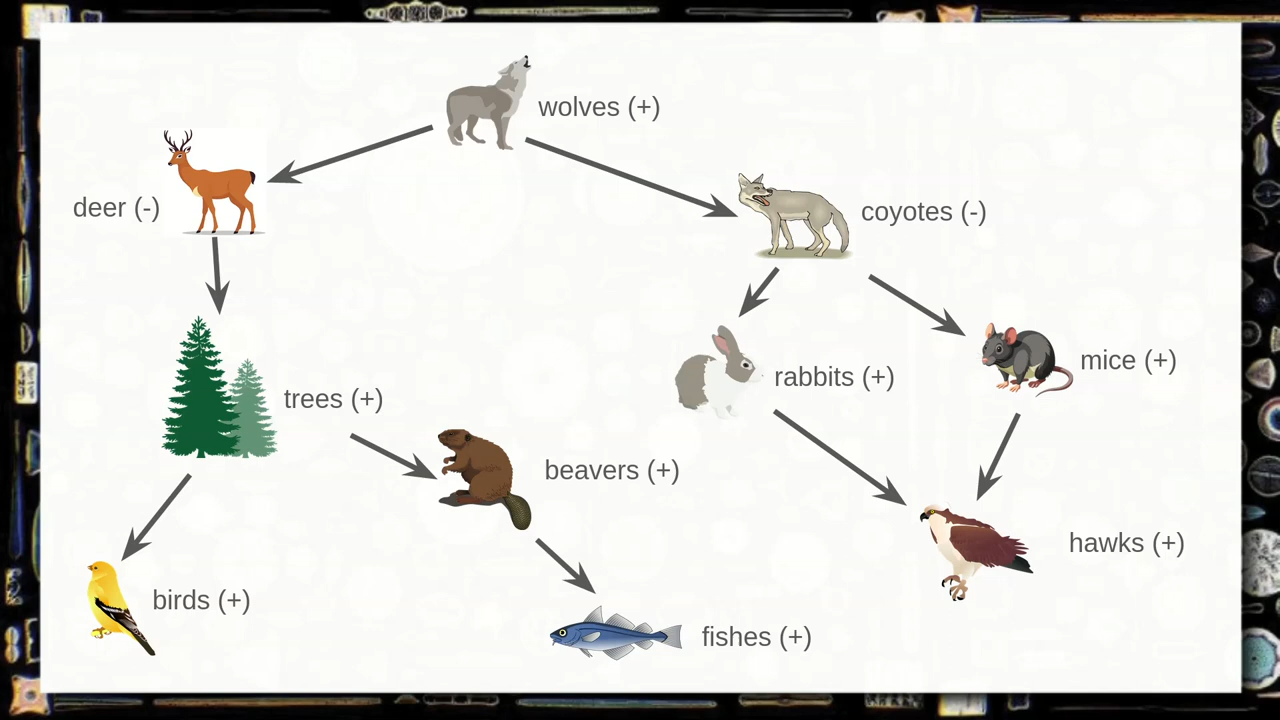 wolves (+)
deer (-)
coyotes (-)
mice (+)
rabbits (+)
trees (+)
beavers (+)
hawks (+)
birds (+)
fishes (+)